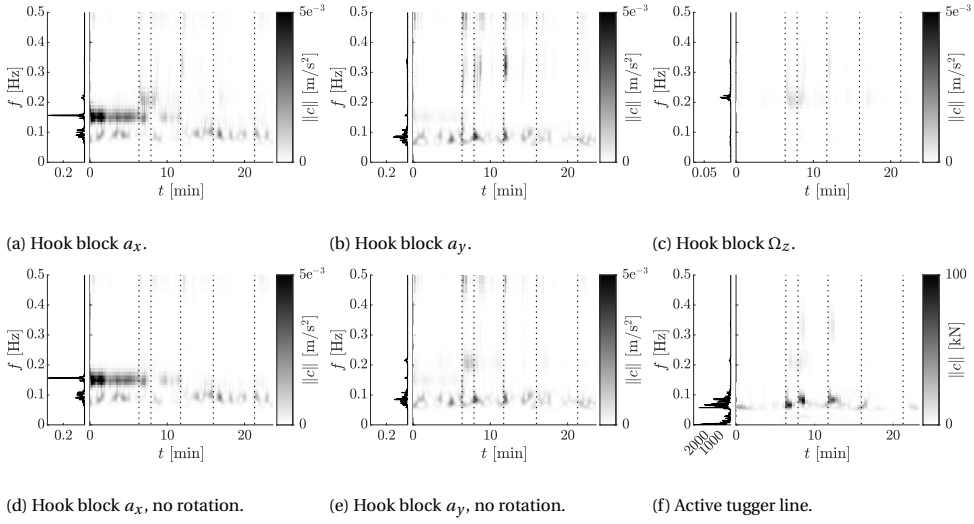 0.5
0.4
0.3
0.2
0.1
0
f [Hz]
0.2
0
10
20
t [min]
5e⁻³
0
||c|| [m/s²]
(a) Hook block aₓ.
0.5
0.4
0.3
0.2
0.1
0
f [Hz]
0.2
0
10
20
t [min]
5e⁻³
0
||c|| [m/s²]
(b) Hook block a_y.
0.5
0.4
0.3
0.2
0.1
0
f [Hz]
0.05
0
10
20
t [min]
5e⁻³
0
||c|| [m/s²]
(c) Hook block Ω_z.
0.5
0.4
0.3
0.2
0.1
0
f [Hz]
0.2
0
10
20
t [min]
5e⁻³
0
||c|| [m/s²]
(d) Hook block aₓ, no rotation.
0.5
0.4
0.3
0.2
0.1
0
f [Hz]
0.2
0
10
20
t [min]
5e⁻³
0
||c|| [m/s²]
(e) Hook block a_y, no rotation.
0.5
0.4
0.3
0.2
0.1
0
f [Hz]
2000
1000
0
10
20
t [min]
100
0
||c|| [kN]
(f) Active tugger line.